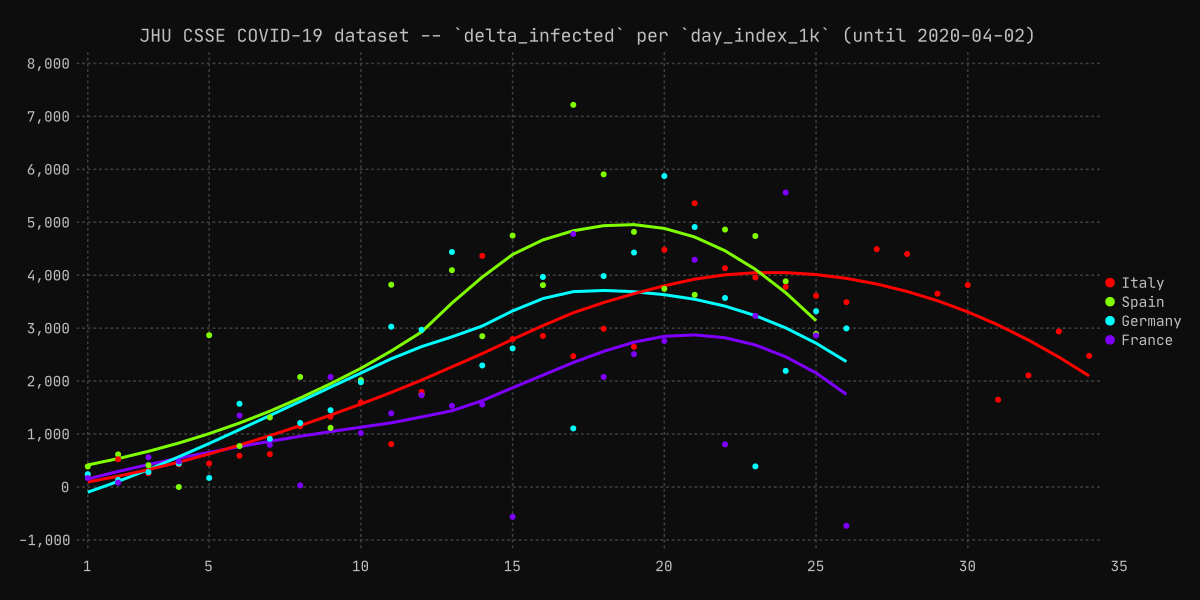 JHU CSSE COVID-19 dataset -- `delta_infected` per `day_index_1k` (until 2020-04-02)
8,000
7,000
6,000
5,000
4,000
3,000
2,000
1,000
0
-1,000
1 5 10 15 20 25 30 35
Italy
Spain
Germany
France